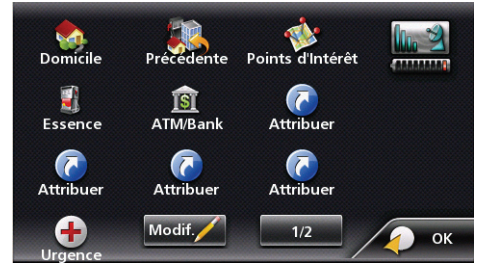 Domicile
Précédente
Points d'Intérêt
Essence
ATM/Bank
Attribuer
Attribuer
Attribuer
Attribuer
Urgence
Modif.
1/2
OK